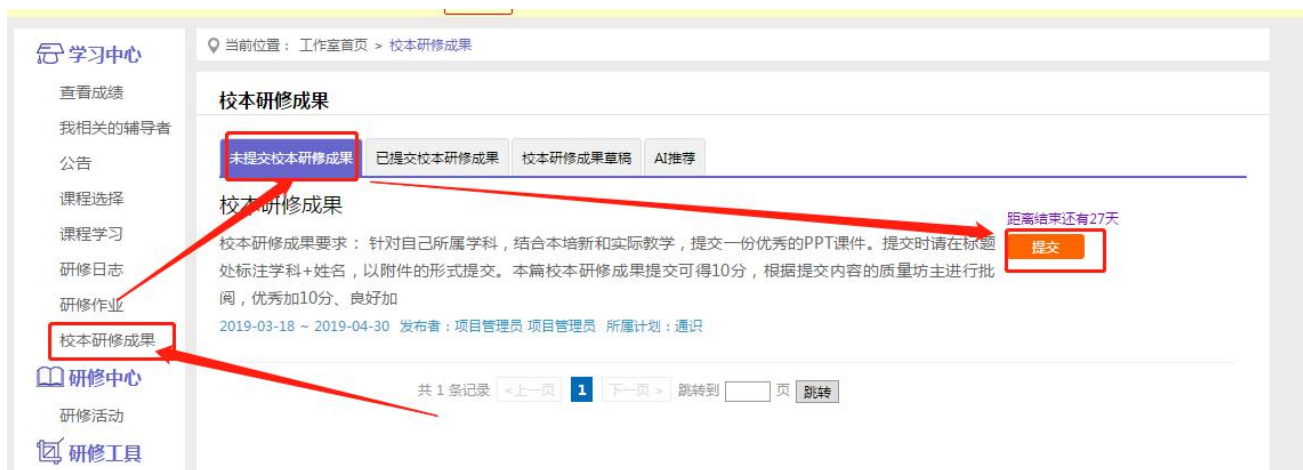 学习中心
查看成绩
我相关的辅导者
公告
课程选择
课程学习
研修日志
研修作业
校本研修成果
研修中心
研修活动
研修工具
当前位置： 工作室首页 > 校本研修成果
校本研修成果
未提交校本研修成果 已提交校本研修成果 校本研修成果草稿 AI推荐
校本研修成果
距离结束还有27天
校本研修成果要求： 针对自己所属学科，结合本培新和实际教学，提交一份优秀的PPT课件。提交时请在标题
提交
处标注学科+姓名，以附件的形式提交。本篇校本研修成果提交可得10分，根据提交内容的质量坊主进行批
阅，优秀加10分、良好加
2019-03-18 ~ 2019-04-30 发布者：项目管理员 项目管理员 所属计划：通识
共 1 条记录 «上一页 1 下一页 » 跳转到 页 跳转